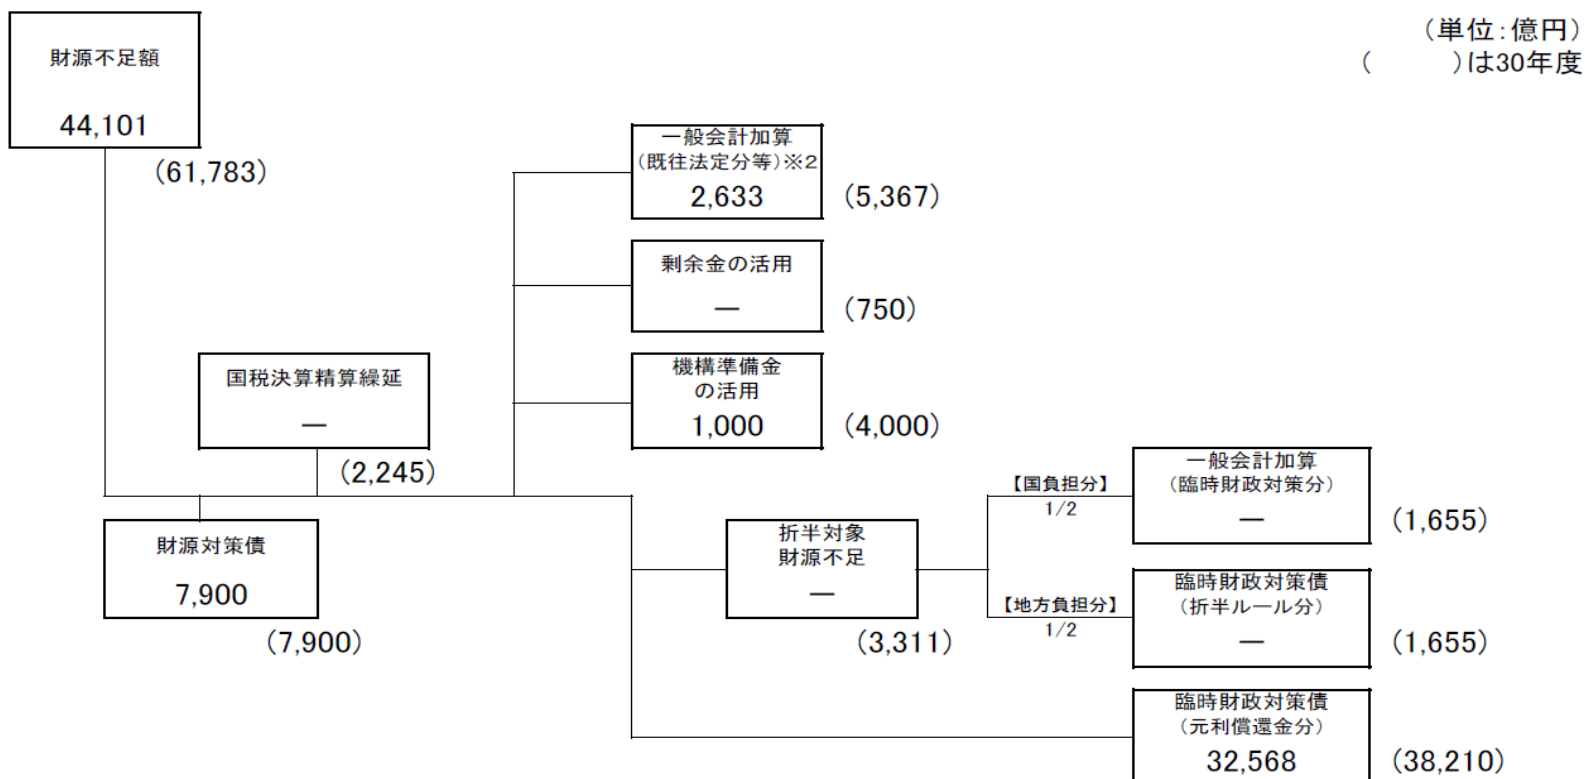 (単位:億円)
(　　)は30年度
財源不足額
44,101
(61,783)
一般会計加算
(既往法定分等)※2
2,633
(5,367)
剰余金の活用
―
(750)
機構準備金
の活用
1,000
(4,000)
国税決算精算繰延
―
(2,245)
財源対策債
7,900
(7,900)
折半対象
財源不足
―
(3,311)
【国負担分】
1/2
一般会計加算
(臨時財政対策分)
―
(1,655)
【地方負担分】
1/2
臨時財政対策債
(折半ルール分)
―
(1,655)
臨時財政対策債
(元利償還金分)
32,568
(38,210)